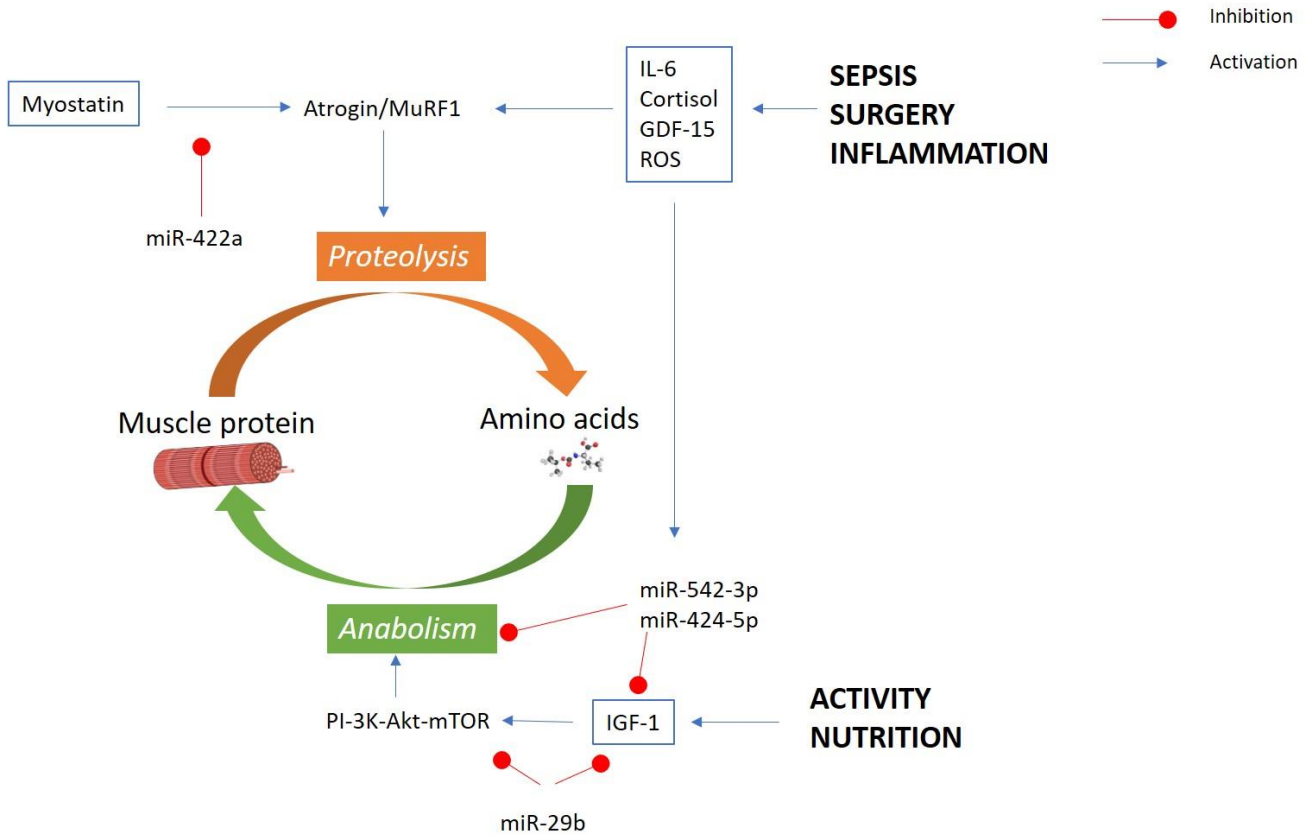 Inhibition
Activation
Myostatin
Atrogin/MuRF1
IL-6
Cortisol
GDF-15
ROS
SEPSIS
SURGERY
INFLAMMATION
miR-422a
Proteolysis
Muscle protein
Amino acids
miR-542-3p
miR-424-5p
Anabolism
PI-3K-Akt-mTOR
IGF-1
ACTIVITY
NUTRITION
miR-29b